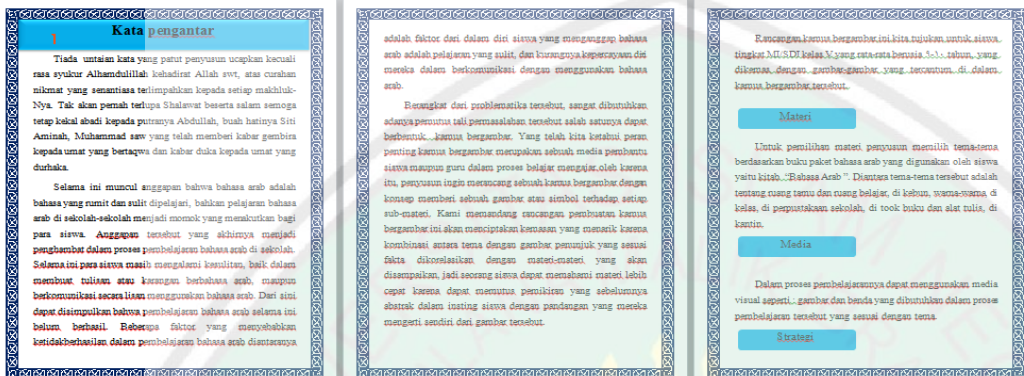 Kata pengantar
1
Tiada untaian kata yang patut penyusun ucapkan kecuali
rasa syukur Alhamdulillah kehadirat Allah swt, atas curahan
nikmat yang senantiasa terlimpahkan kepada setiap makhluk-
Nya. Tak akan pernah terlupa Shalawat beserta salam semoga
tetap kekal abadi kepada putranya Abdullah, buah hatinya Siti
Aminah, Muhammad saw yang telah memberi kabar gembira
kepada umat yang bertaqwa dan kabar duka kepada umat yang
durhaka.
Selama ini muncul anggapan bahwa bahasa arab adalah
bahasa yang rumit dan sulit dipelajari, bahkan pelajaran bahasa
arab di sekolah-sekolah menjadi momok yang menakutkan bagi
para siswa. Anggapan tersebut yang akhirnya menjadi
penghambat dalam proses pembelajaran bahasa arab di sekolah.
Selama ini para siswa masih mengalami kesulitan, baik dalam
membuat tulisan atau karangan berbahasa arab, maupun
berkomunikasi secara lisan menggunakan bahasa arab. Dari sini
dapat disimpulkan bahwa pembelajaran bahasa arab selama ini
belum berhasil. Beberapa faktor yang menyebabkan
ketidakberhasilan dalam pembelajaran bahasa arab diantaranya
adalah faktor dari dalam diri siswa yang menganggap bahasa
arab adalah pelajaran yang sulit, dan kurangnya kepercayaan diri
mereka dalam berkomunikasi dengan menggunakan bahasa
arab.
Berangkat dari problematika tersebut, sangat dibutuhkan
adanya pemutus tali permasalahan tersebut salah satunya dapat
berbentuk kamus bergambar. Yang telah kita ketahui peran
penting kamus bergambar merupakan sebuah media pembantu
siswa maupun guru dalam proses belajar mengajar.oleh karena
itu, penyusun ingin merancang sebuah kamus bergambar dengan
konsep memberi sebuah gambar atau simbol terhadap setiap
sub-materi. Kami memandang rancangan pembuatan kamus
bergambar ini akan menciptakan kemasan yang menarik karena
kombinasi antara tema dengan gambar penunjuk yang sesuai
fakta dikorelasikan dengan materi-materi yang akan
disampaikan, jadi seorang siswa dapat memahami materi lebih
cepat karena dapat memutus pemikiran yang sebelumnya
abstrak dalam insting siswa dengan pandangan yang mereka
mengerti sendiri dari gambar tersebut.
Rancangan kamus bergambar ini kita tujukan untuk siswa
tingkat MI/SDI kelas V yang rata-rata berusia ٩-١٠ tahun, yang
dikemas dengan gambar-gambar yang tercantum di dalam
kamus bergambar tersebut.
Materi
Untuk pemilihan materi penyusun memilih tema-tema
berdasarkan buku paket bahasa arab yang digunakan oleh siswa
yaitu kitab "Bahasa Arab". Diantara tema-tema tersebut adalah
tentang ruang tamu dan ruang belajar, di kebun, warna-warna, di
kelas, di perpustakaan sekolah, di took buku dan alat tulis, di
kantin.
Media
Dalam proses pembelajarannya dapat menggunakan media
visual seperti : gambar dan benda yang dibutuhkan dalam proses
pembelajaran tersebut yang sesuai dengan tema.
Strategi